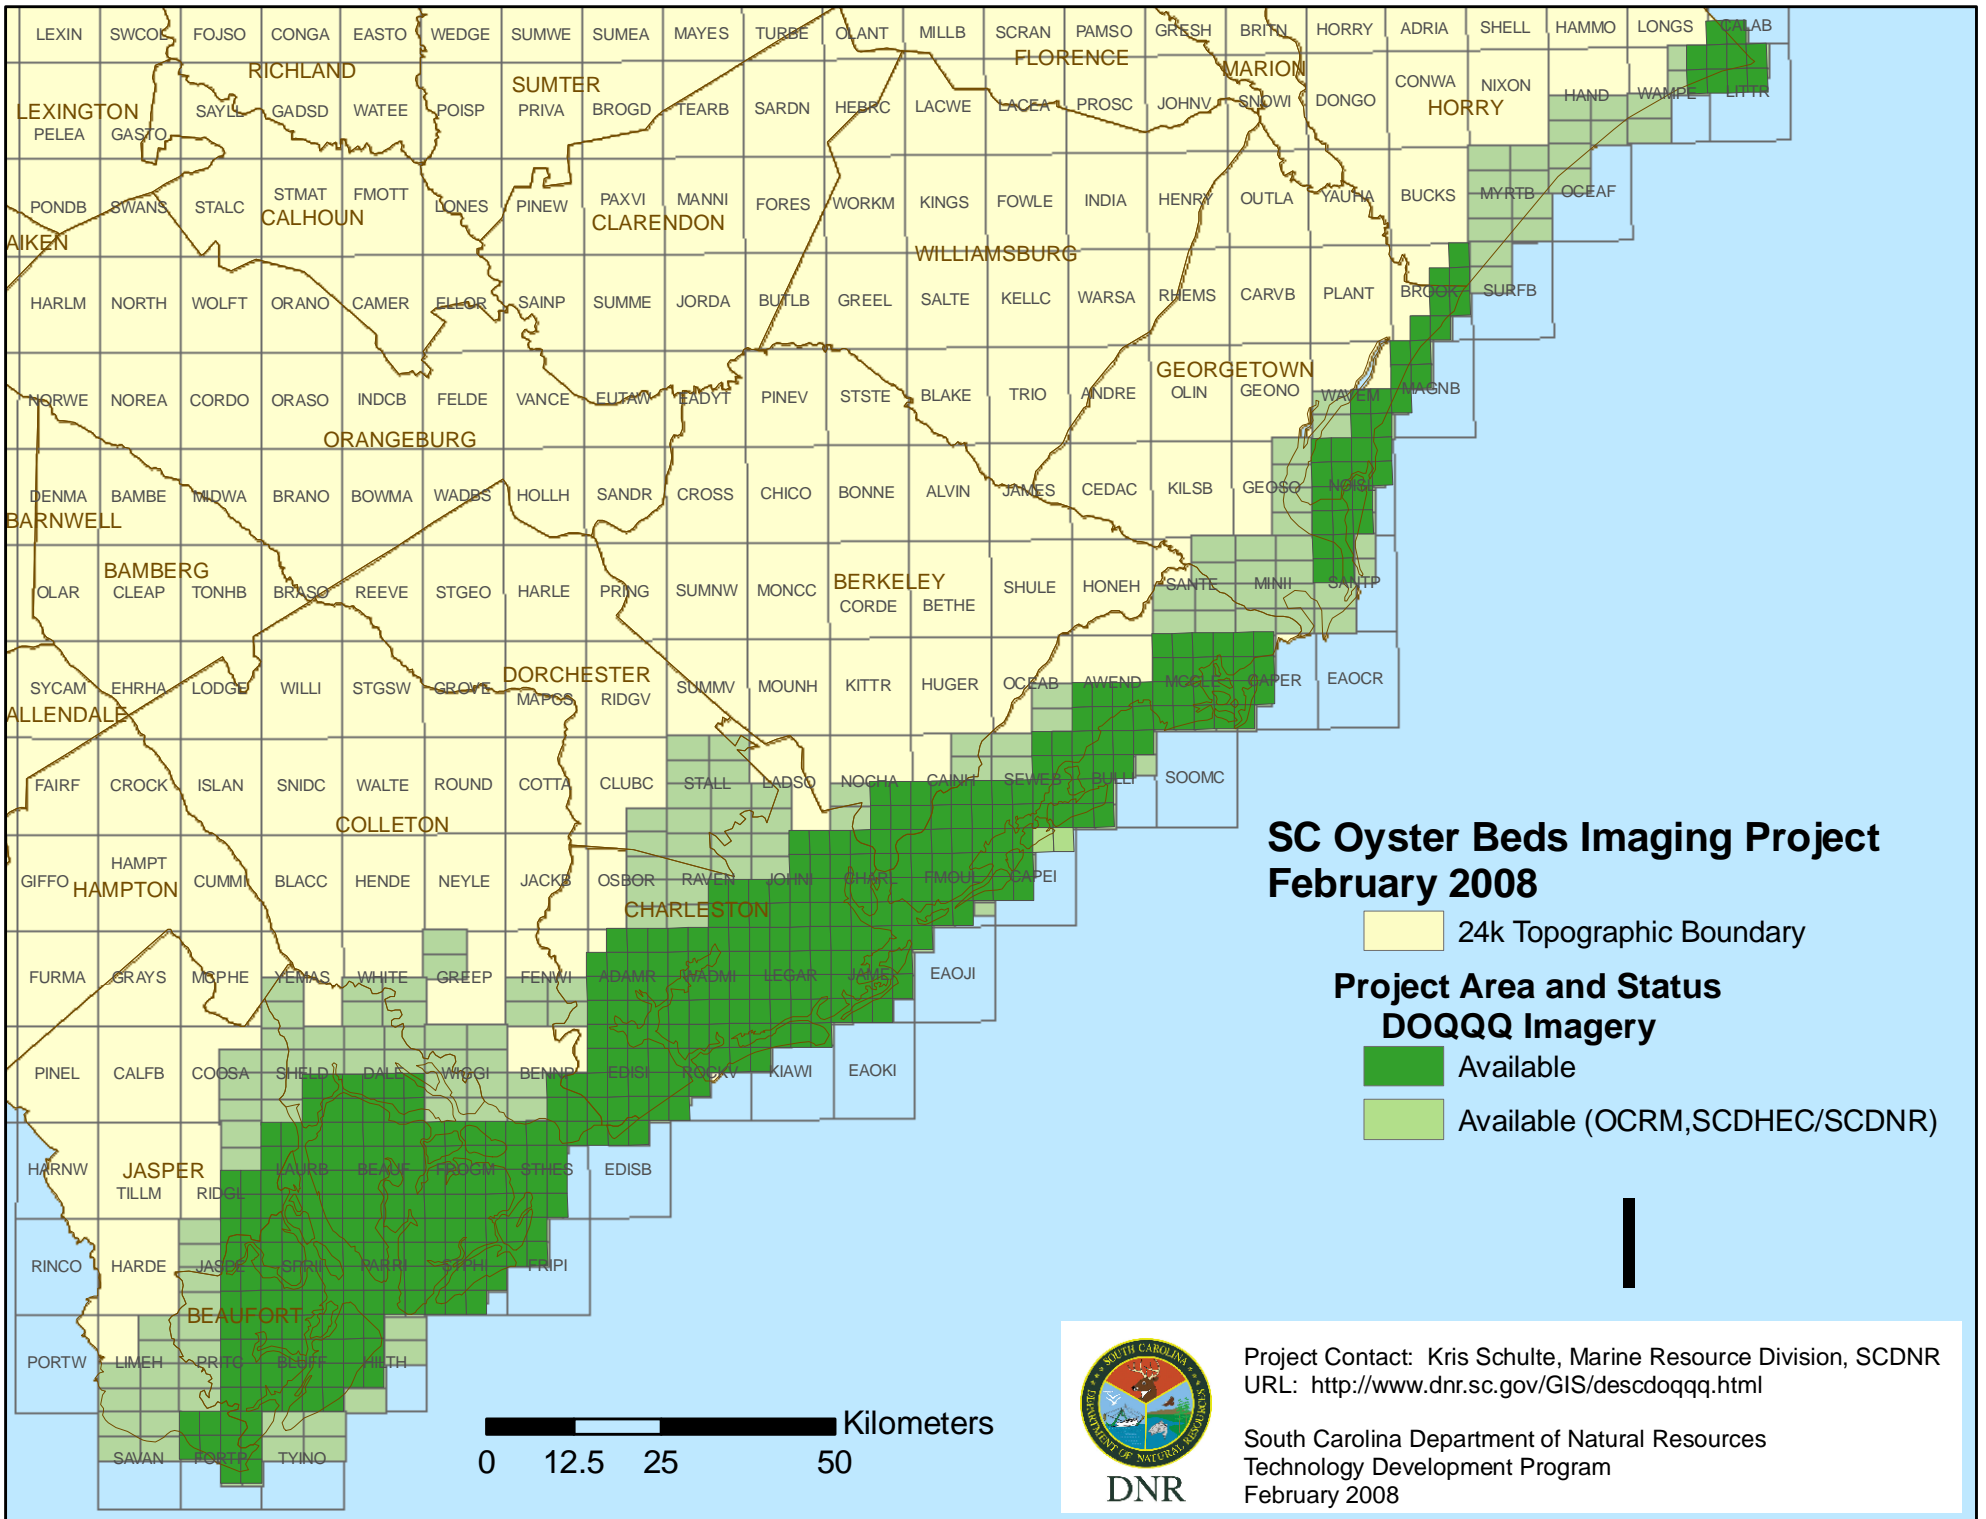 LEXIN SWCOL FOJSO CONGA EASTO WEDGE SUMWE SUMEA MAYES TURBE OLANT MILLB SCRAN PAMSO GRESH BRITN HORRY ADRIA SHELL HAMMO LONGS CALAB
RICHLAND SUMTER FLORENCE MARION
LEXINGTON SAYLL GADSD WATEE POISP PRIVA BROGD TEARB SARDN HEBRC LACWE LACEA PROSC JOHNV SNOWI DONGO CONWA NIXON HAND WAMPE LITTR
PELEA GASTO HORRY
PONDB SWANS STALC STMAT FMOTT LONES PINEW PAXVI MANNI FORES WORKM KINGS FOWLE INDIA HENRY OUTLA YAUHA BUCKS MYRTB OCEAF
AIKEN CALHOUN CLARENDON WILLIAMSBURG
HARLM NORTH WOLFT ORANO CAMER ELLOR SAINP SUMME JORDA BUTLB GREEL SALTE KELLC WARSA RHEMS CARVB PLANT BROOK SURFB
GEORGETOWN
NORWE NOREA CORDO ORASO INDCB FELDE VANCE EUTAW EADYT PINEV STSTE BLAKE TRIO ANDRE OLIN GEONO WAVEM MAGNB
ORANGEBURG
DENMA BAMBE MIDWA BRANO BOWMA WADBS HOLLH SANDR CROSS CHICO BONNE ALVIN JAMES CEDAC KILSB GEOSO NOISL
BARNWELL
BAMBERG BERKELEY
OLAR CLEAP TONHB BRASO REEVE STGEO HARLE PRING SUMNW MONCC CORDE BETHE SHULE HONEH SANTE MINII SANTP
DORCHESTER
SYCAM EHRHA LODGE WILLI STGSW GROVE MAPCS RIDGV SUMMV MOUNH KITTR HUGER OCEAB AWEND MCCLE CAPER EAOCR
ALLENDALE
FAIRF CROCK ISLAN SNIDC WALTE ROUND COTTA CLUBC STALL LADSO NOCHA CAINH SEWEB BULLI SOOMC
COLLETON
GIFFO HAMPT CUMMI BLACC HENDE NEYLE JACKB OSBOR RAVEN JOHNI CHARL FMOUL CAPEI
HAMPTON CHARLESTON
FURMA GRAYS MCPHE YEMAS WHITE GREEP FENWI ADAMR WADMI LEGAR JAMEI EAOJI
PINEL CALFB COOSA SHELD DALE WIGGI BENNP EDISI ROCKV KIAWI EAOKI
HARNW JASPER LAURB BEAUF FROGM STHES EDISB
TILLM RIDGL
RINCO HARDE JASPE SPRII PARRI STPHI FRIPI
BEAUFORT
PORTW LIMEH PRITC BLUFF HILTH
SAVAN FORTP TYINO
SC Oyster Beds Imaging Project
February 2008
24k Topographic Boundary
Project Area and Status
DOQQQ Imagery
Available
Available (OCRM,SCDHEC/SCDNR)
Kilometers
0 12.5 25 50
SOUTH CAROLINA
DEPARTMENT OF NATURAL RESOURCES
DNR
Project Contact: Kris Schulte, Marine Resource Division, SCDNR
URL: http://www.dnr.sc.gov/GIS/descdoqqq.html
South Carolina Department of Natural Resources
Technology Development Program
February 2008